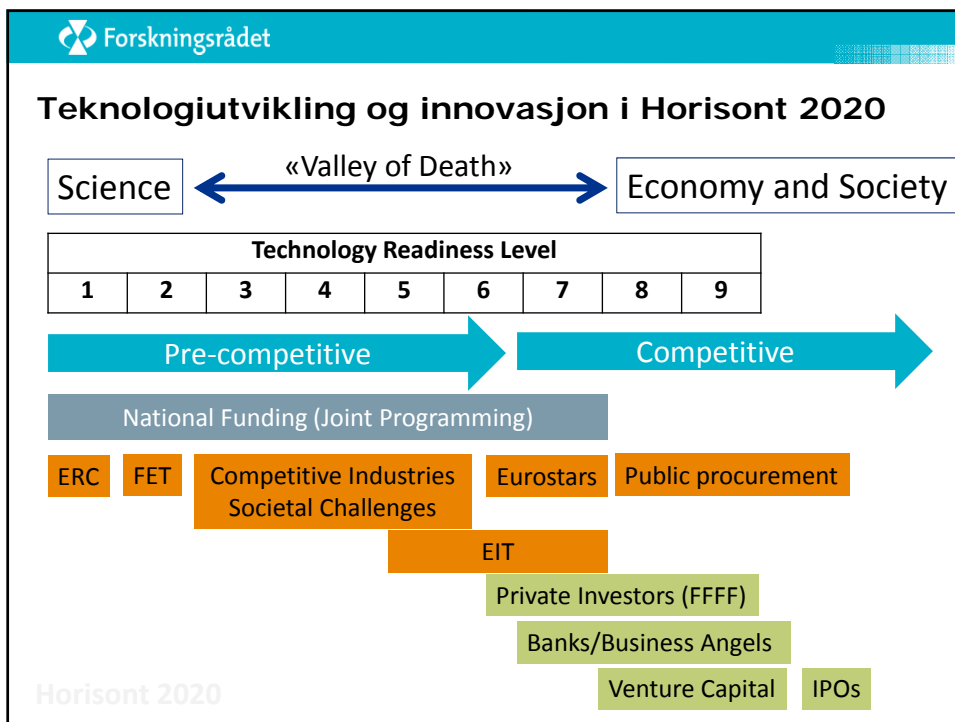 Forskningsrådet
Teknologiutvikling og innovasjon i Horisont 2020
Science
«Valley of Death»
Economy and Society
Technology Readiness Level
1 2 3 4 5 6 7 8 9
Pre-competitive
Competitive
National Funding (Joint Programming)
ERC
FET
Competitive Industries
Societal Challenges
Eurostars
Public procurement
EIT
Private Investors (FFFF)
Banks/Business Angels
Venture Capital
IPOs
Horisont 2020